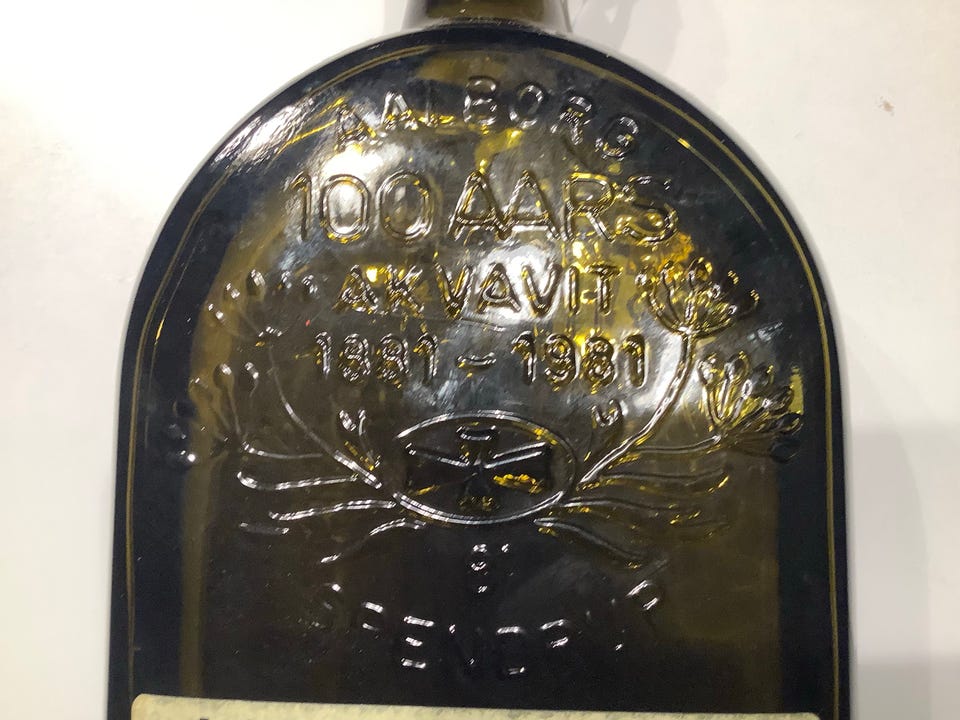 AALBORG
100 AARS
AKVAVIT
1881 - 1981